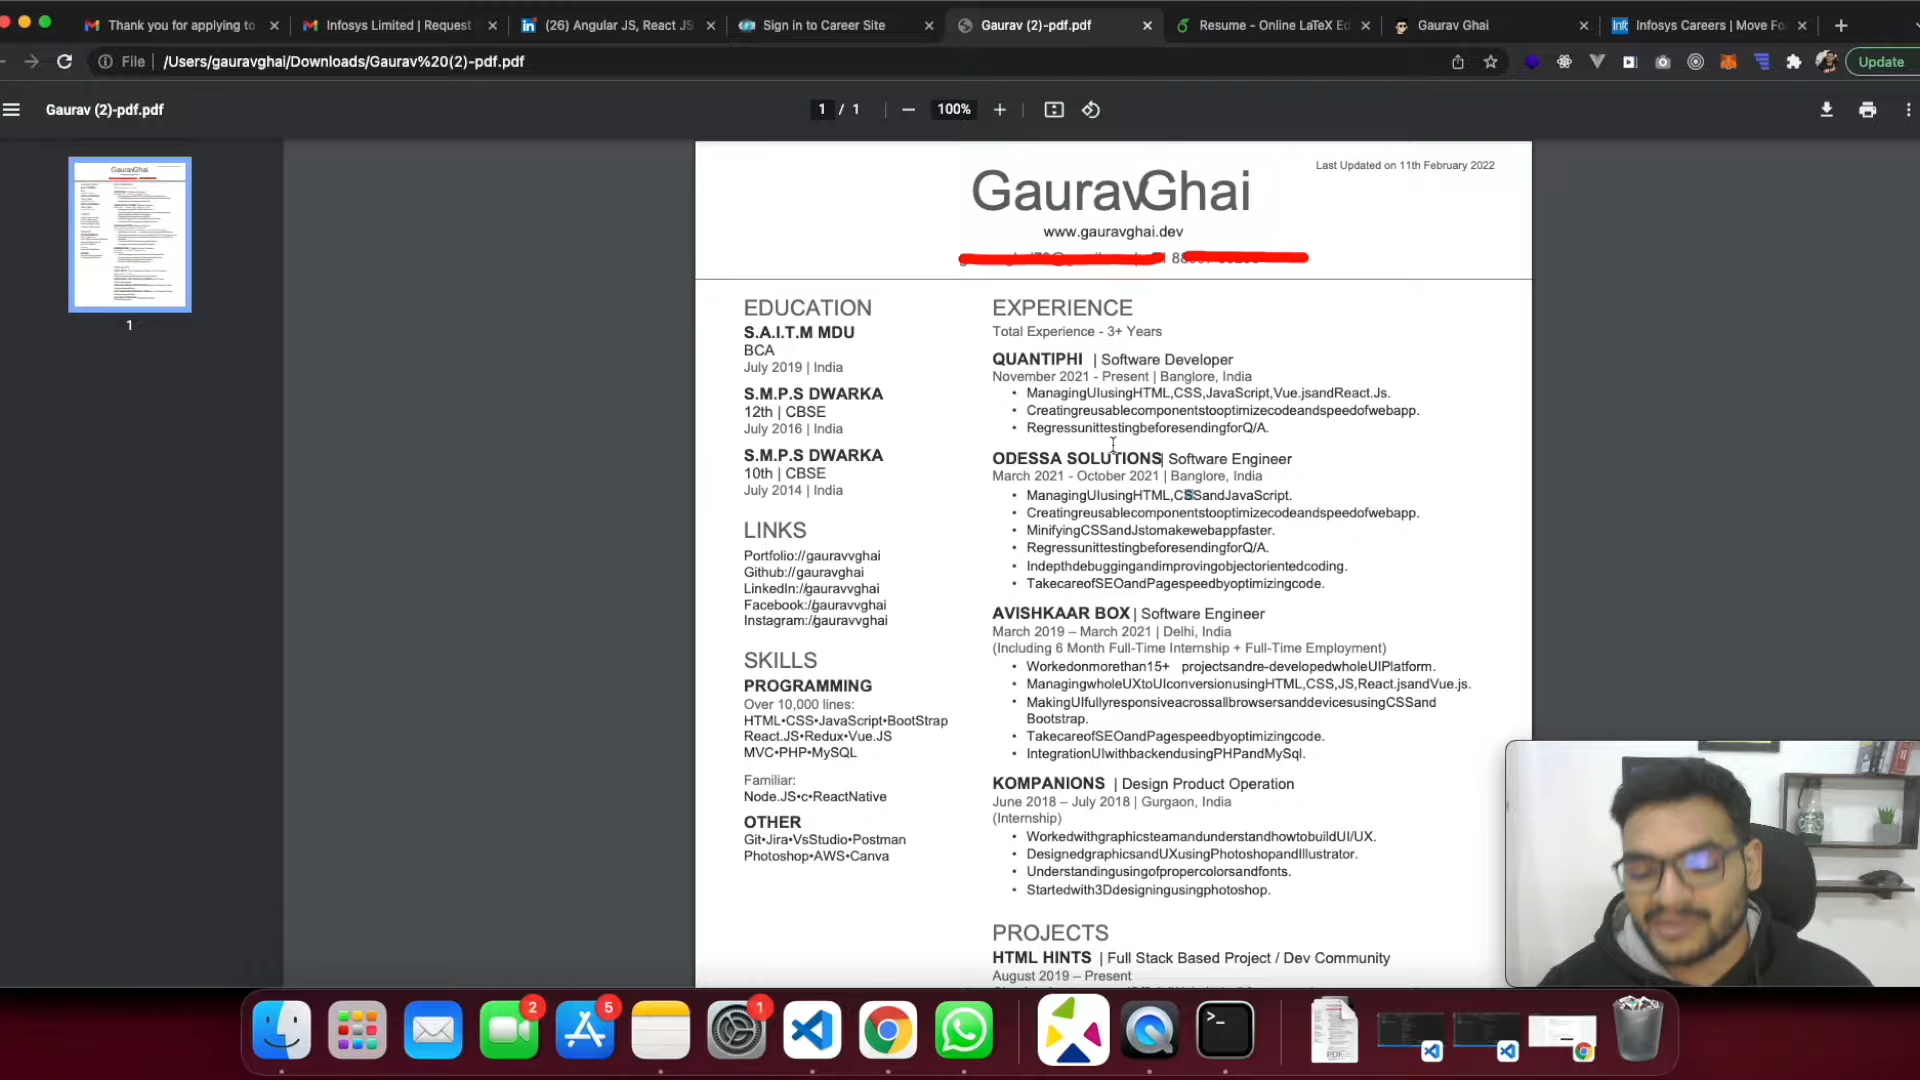 Thank you for applying to
Infosys Limited | Request
(26) Angular JS, React JS
Sign in to Career Site
Gaurav (2)-pdf.pdf
Resume - Online LaTeX Ed
Gaurav Ghai
Infosys Careers | Move Fo
File
/Users/gauravghai/Downloads/Gaurav%20(2)-pdf.pdf
Update
Gaurav (2)-pdf.pdf
1 / 1
100%
1
Last Updated on 11th February 2022
GauravGhai
www.gauravghai.dev
EDUCATION
S.A.I.T.M MDU
BCA
July 2019 | India
S.M.P.S DWARKA
12th | CBSE
July 2016 | India
S.M.P.S DWARKA
10th | CBSE
July 2014 | India
LINKS
Portfolio://gauravvghai
Github://gauravghai
LinkedIn://gauravvghai
Facebook://gauravvghai
Instagram://gauravvghai
SKILLS
PROGRAMMING
Over 10,000 lines:
HTML•CSS•JavaScript•BootStrap
React.JS•Redux•Vue.JS
MVC•PHP•MySQL
Familiar:
Node.JS•c•ReactNative
OTHER
Git•Jira•VsStudio•Postman
Photoshop•AWS•Canva
EXPERIENCE
Total Experience - 3+ Years
QUANTIPHI | Software Developer
November 2021 - Present | Banglore, India
• ManagingUIusingHTML,CSS,JavaScript,Vue.jsandReact.Js.
• Creatingreusablecomponentstooptimizecodeandspeedofwebapp.
• RegressunittestingbeforesendingforQ/A.
ODESSA SOLUTIONS| Software Engineer
March 2021 - October 2021 | Banglore, India
• ManagingUIusingHTML,CSSandJavaScript.
• Creatingreusablecomponentstooptimizecodeandspeedofwebapp.
• MinifyingCSSandJstomakewebappfaster.
• RegressunittestingbeforesendingforQ/A.
• Indepthdebuggingandimprovingobjectorientedcoding.
• TakecareofSEOandPagespeedbyoptimizingcode.
AVISHKAAR BOX | Software Engineer
March 2019 – March 2021 | Delhi, India
(Including 6 Month Full-Time Internship + Full-Time Employment)
• Workedonmorethan15+ projectsandre-developedwholeUIPlatform.
• ManagingwholeUXtoUIconversionusingHTML,CSS,JS,React.jsandVue.js.
• MakingUIfullyresponsiveacrossallbrowsersanddevicesusingCSSand
Bootstrap.
• TakecareofSEOandPagespeedbyoptimizingcode.
• IntegrationUIwithbackendusingPHPandMySql.
KOMPANIONS | Design Product Operation
June 2018 – July 2018 | Gurgaon, India
(Internship)
• WorkedwithgraphicsteamandunderstandhowtobuildUI/UX.
• DesignedgraphicsandUXusingPhotoshopandIllustrator.
• Understandingusingofpropercolorsandfonts.
• Startedwith3Ddesigningusingphotoshop.
PROJECTS
HTML HINTS | Full Stack Based Project / Dev Community
August 2019 – Present
2
5
1
PDF